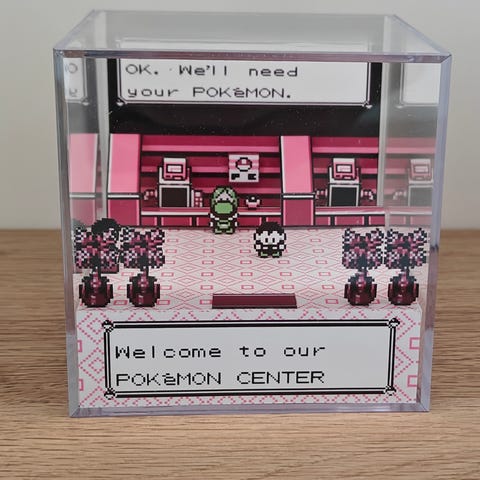 OK. We'll need
your POKéMON.
Welcome to our
POKéMON CENTER